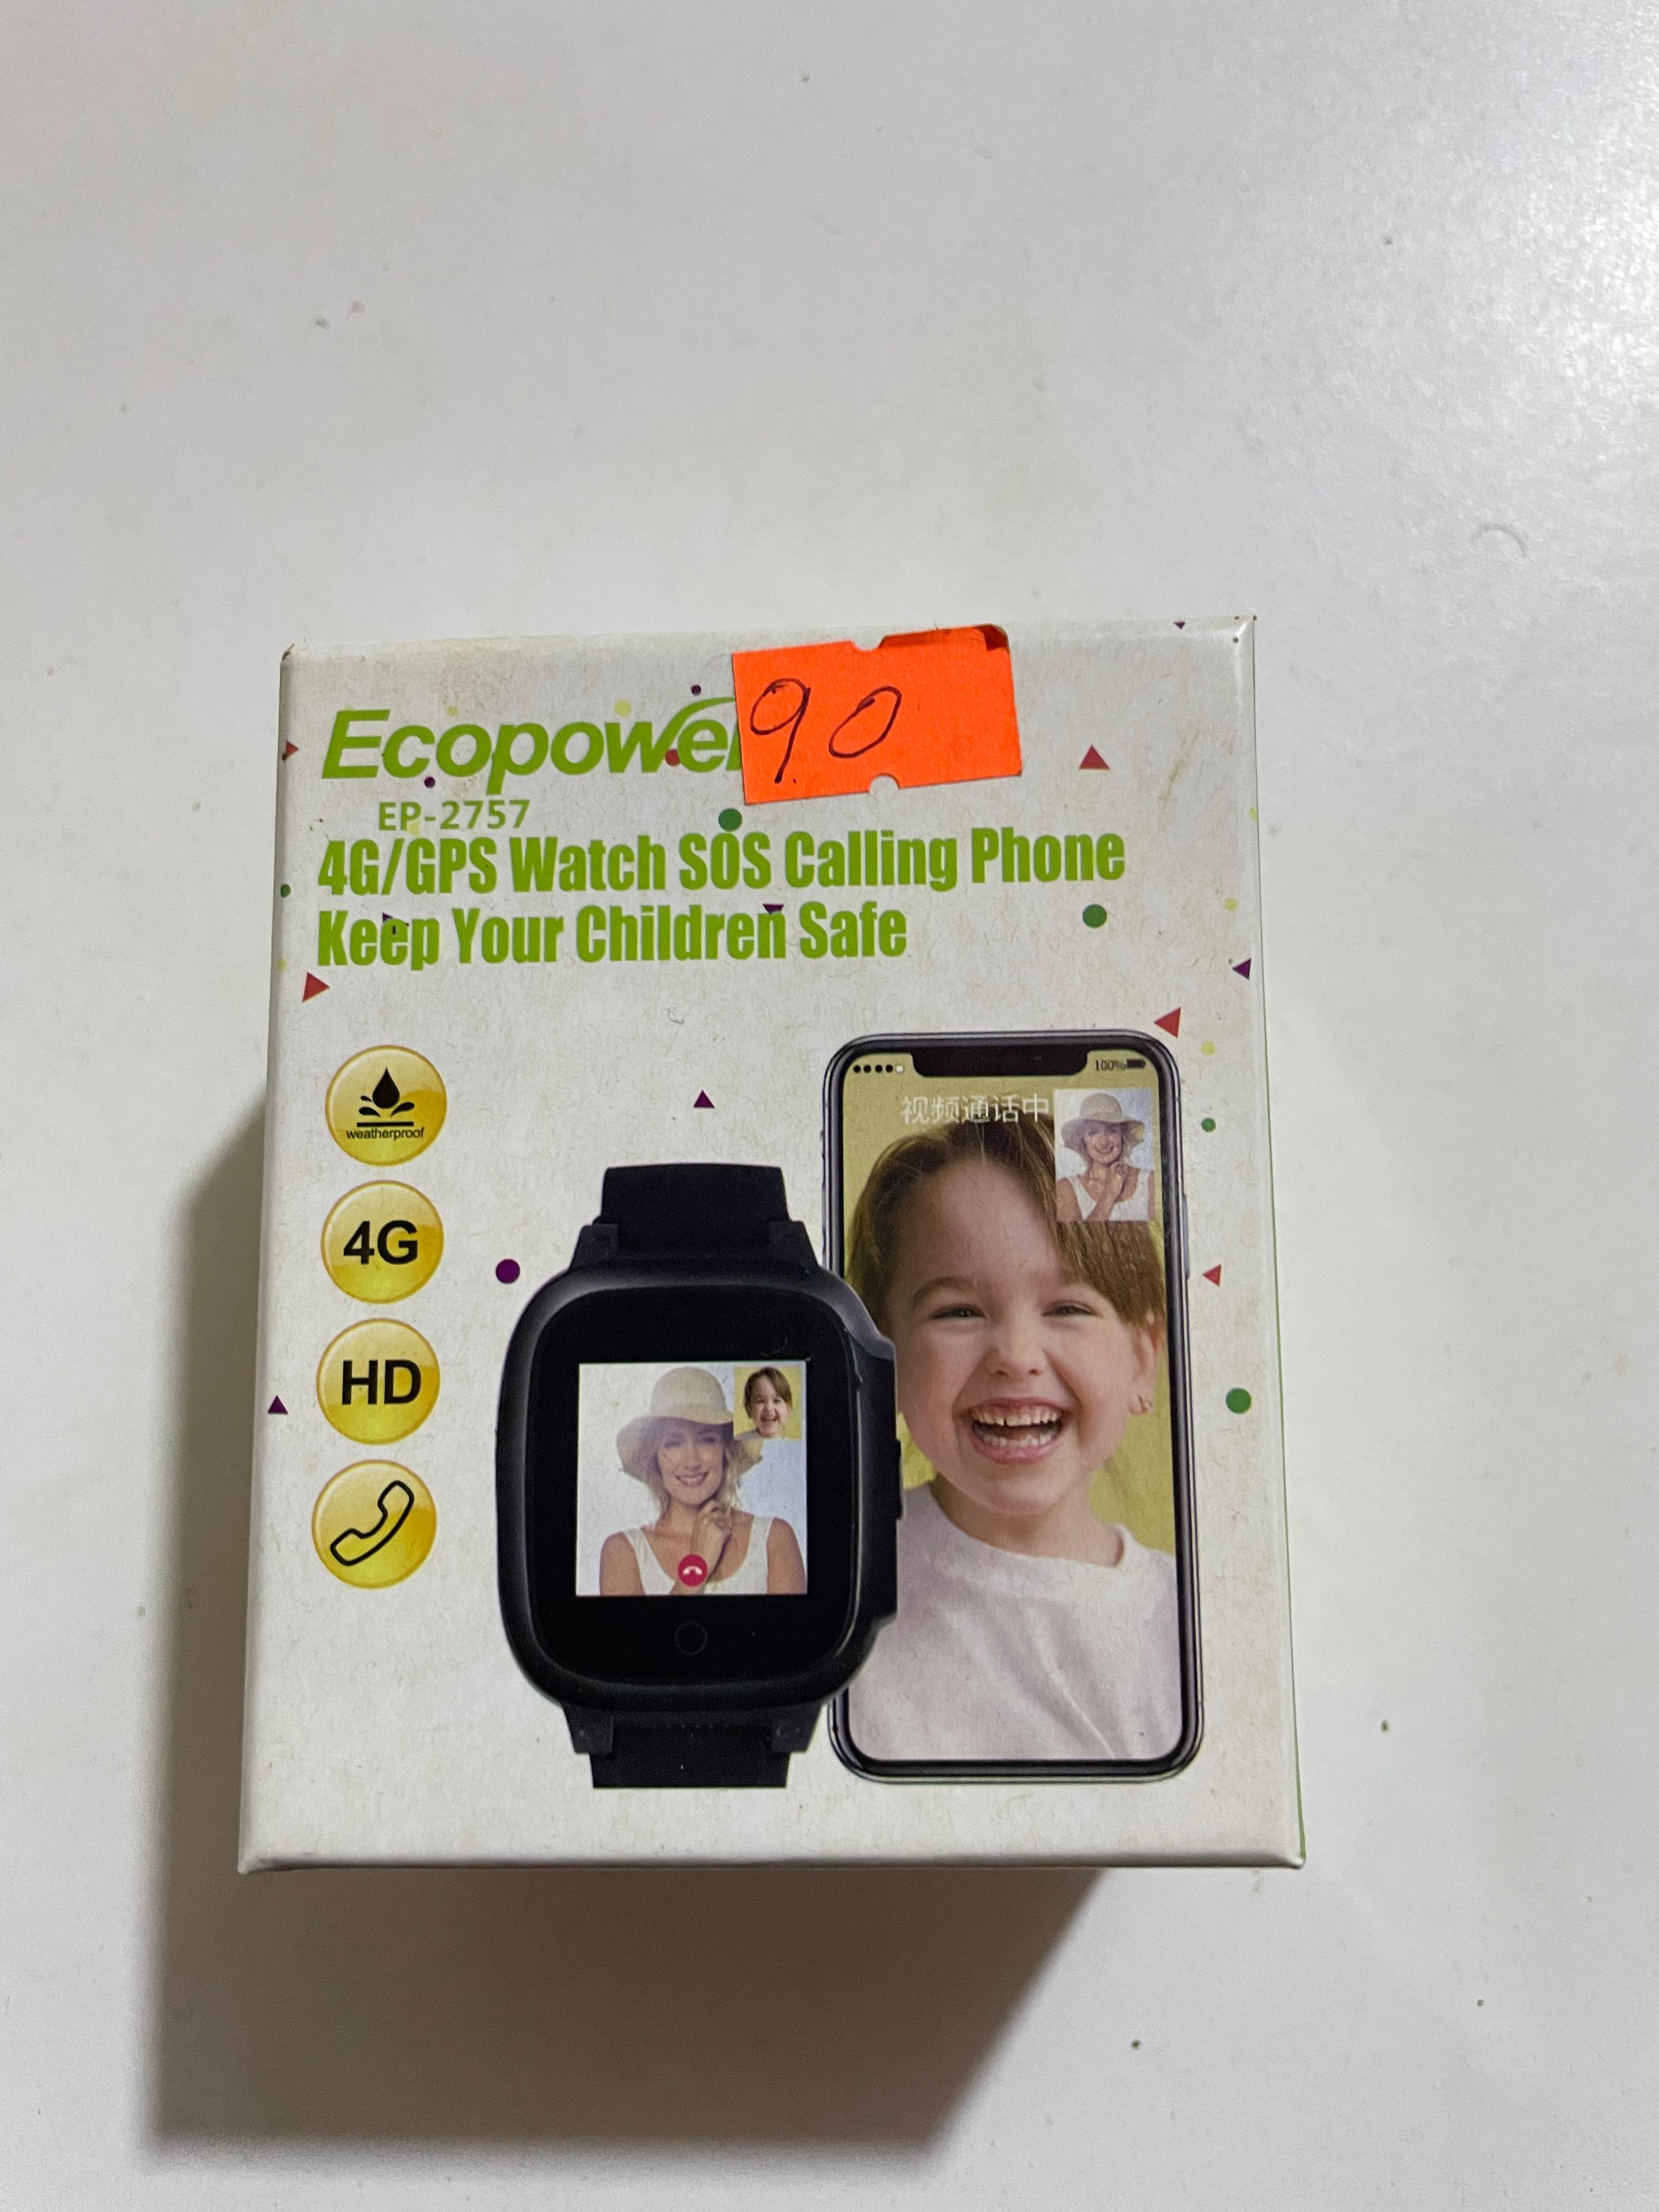 Ecopower
90
EP-2757
4G/GPS Watch SOS Calling Phone
Keep Your Children Safe
weatherproof
4G
HD
100%
视频通话中